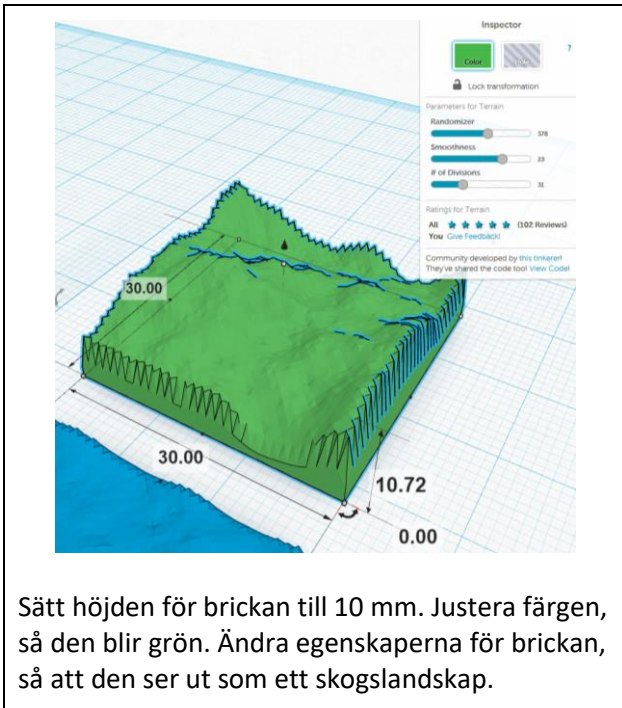 Inspector
Color
?
Lock transformation
Parameters for Terrain
Randomizer
578
Smoothness
23
# of Divisions
31
Ratings for Terrain
All (102 Reviews)
You Give Feedback!
Community developed by this tinkerer!
They've shared the code too! View Code!
30.00
30.00
10.72
0.00
Sätt höjden för brickan till 10 mm. Justera färgen,
så den blir grön. Ändra egenskaperna för brickan,
så att den ser ut som ett skogslandskap.